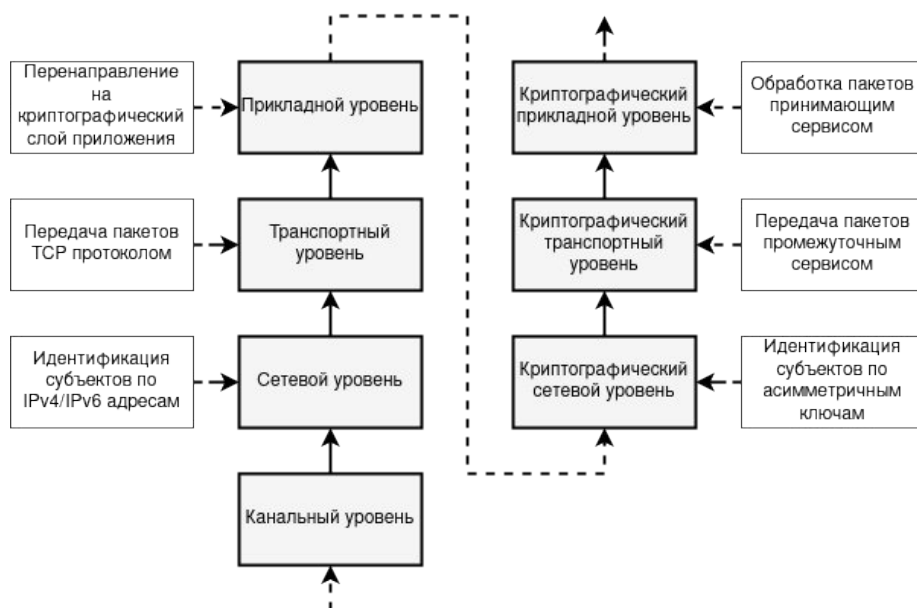 Перенаправление
на
криптографический
слой приложения
Прикладной уровень
Криптографический
прикладной уровень
Обработка пакетов
принимающим
сервисом
Передача пакетов
TCP протоколом
Транспортный
уровень
Криптографический
транспортный
уровень
Передача пакетов
промежуточным
сервисом
Идентификация
субъектов по
IPv4/IPv6 адресам
Сетевой уровень
Криптографический
сетевой уровень
Идентификация
субъектов по
асимметричным
ключам
Канальный уровень